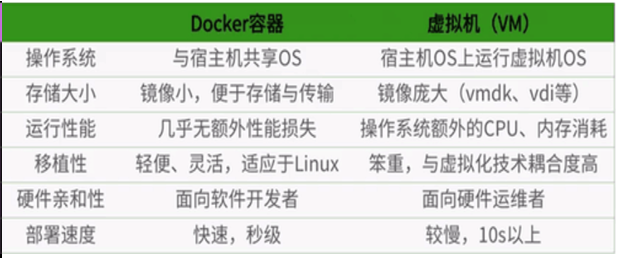 Docker容器 虚拟机（VM）
操作系统 与宿主机共享OS 宿主机OS上运行虚拟机OS
存储大小 镜像小，便于存储与传输 镜像庞大（vmdk、vdi等）
运行性能 几乎无额外性能损失 操作系统额外的CPU、内存消耗
移植性 轻便、灵活，适应于Linux 笨重，与虚拟化技术耦合度高
硬件亲和性 面向软件开发者 面向硬件运维者
部署速度 快速，秒级 较慢，10s以上